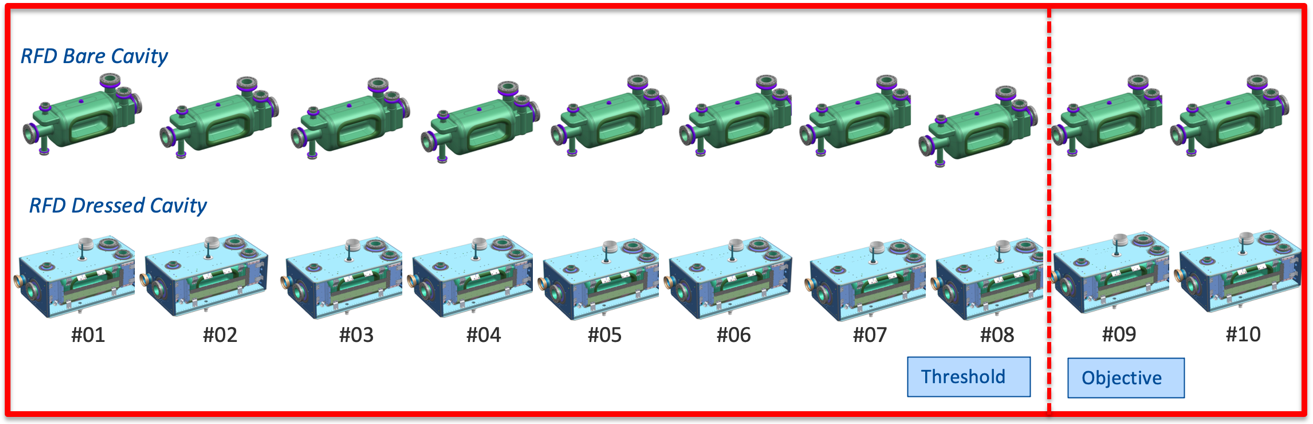 RFD Bare Cavity
RFD Dressed Cavity
#01 #02 #03 #04 #05 #06 #07 #08 #09 #10
Threshold Objective